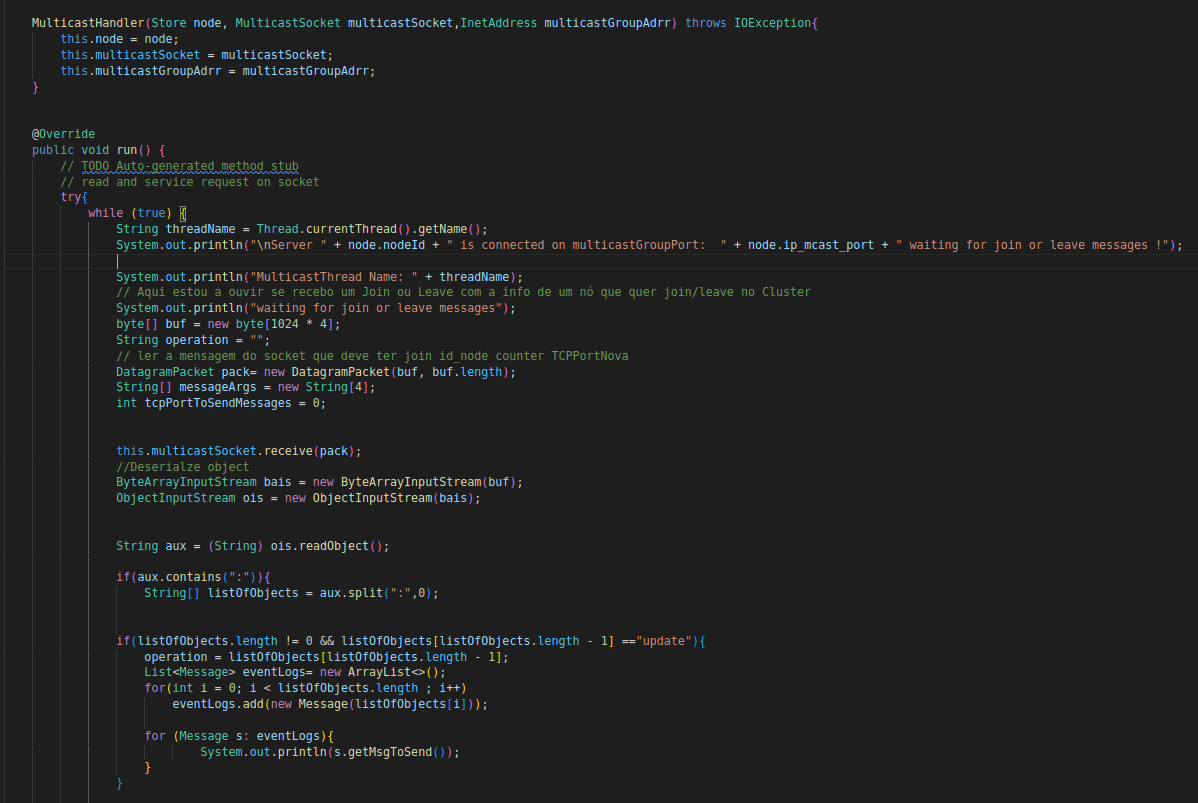 MulticastHandler(Store node, MulticastSocket multicastSocket,InetAddress multicastGroupAdrr) throws IOException{
this.node = node;
this.multicastSocket = multicastSocket;
this.multicastGroupAdrr = multicastGroupAdrr;
}
@Override
public void run() {
// TODO Auto-generated method stub
// read and service request on socket
try{
while (true) {
String threadName = Thread.currentThread().getName();
System.out.println("\nServer " + node.nodeId + " is connected on multicastGroupPort:  " + node.ip_mcast_port + " waiting for join or leave messages !");
System.out.println("MulticastThread Name: " + threadName);
// Aqui estou a ouvir se recebo um Join ou Leave com a info de um nó que quer join/leave no Cluster
System.out.println("waiting for join or leave messages");
byte[] buf = new byte[1024 * 4];
String operation = "";
// ler a mensagem do socket que deve ter join id_node counter TCPPortNova
DatagramPacket pack= new DatagramPacket(buf, buf.length);
String[] messageArgs = new String[4];
int tcpPortToSendMessages = 0;
this.multicastSocket.receive(pack);
//Deserialze object
ByteArrayInputStream bais = new ByteArrayInputStream(buf);
ObjectInputStream ois = new ObjectInputStream(bais);
String aux = (String) ois.readObject();
if(aux.contains(":")){
String[] listOfObjects = aux.split(":",0);
if(listOfObjects.length != 0 && listOfObjects[listOfObjects.length - 1] =="update"){
operation = listOfObjects[listOfObjects.length - 1];
List<Message> eventLogs= new ArrayList<>();
for(int i = 0; i < listOfObjects.length ; i++)
eventLogs.add(new Message(listOfObjects[i]));
for (Message s: eventLogs){
System.out.println(s.getMsgToSend());
}
}